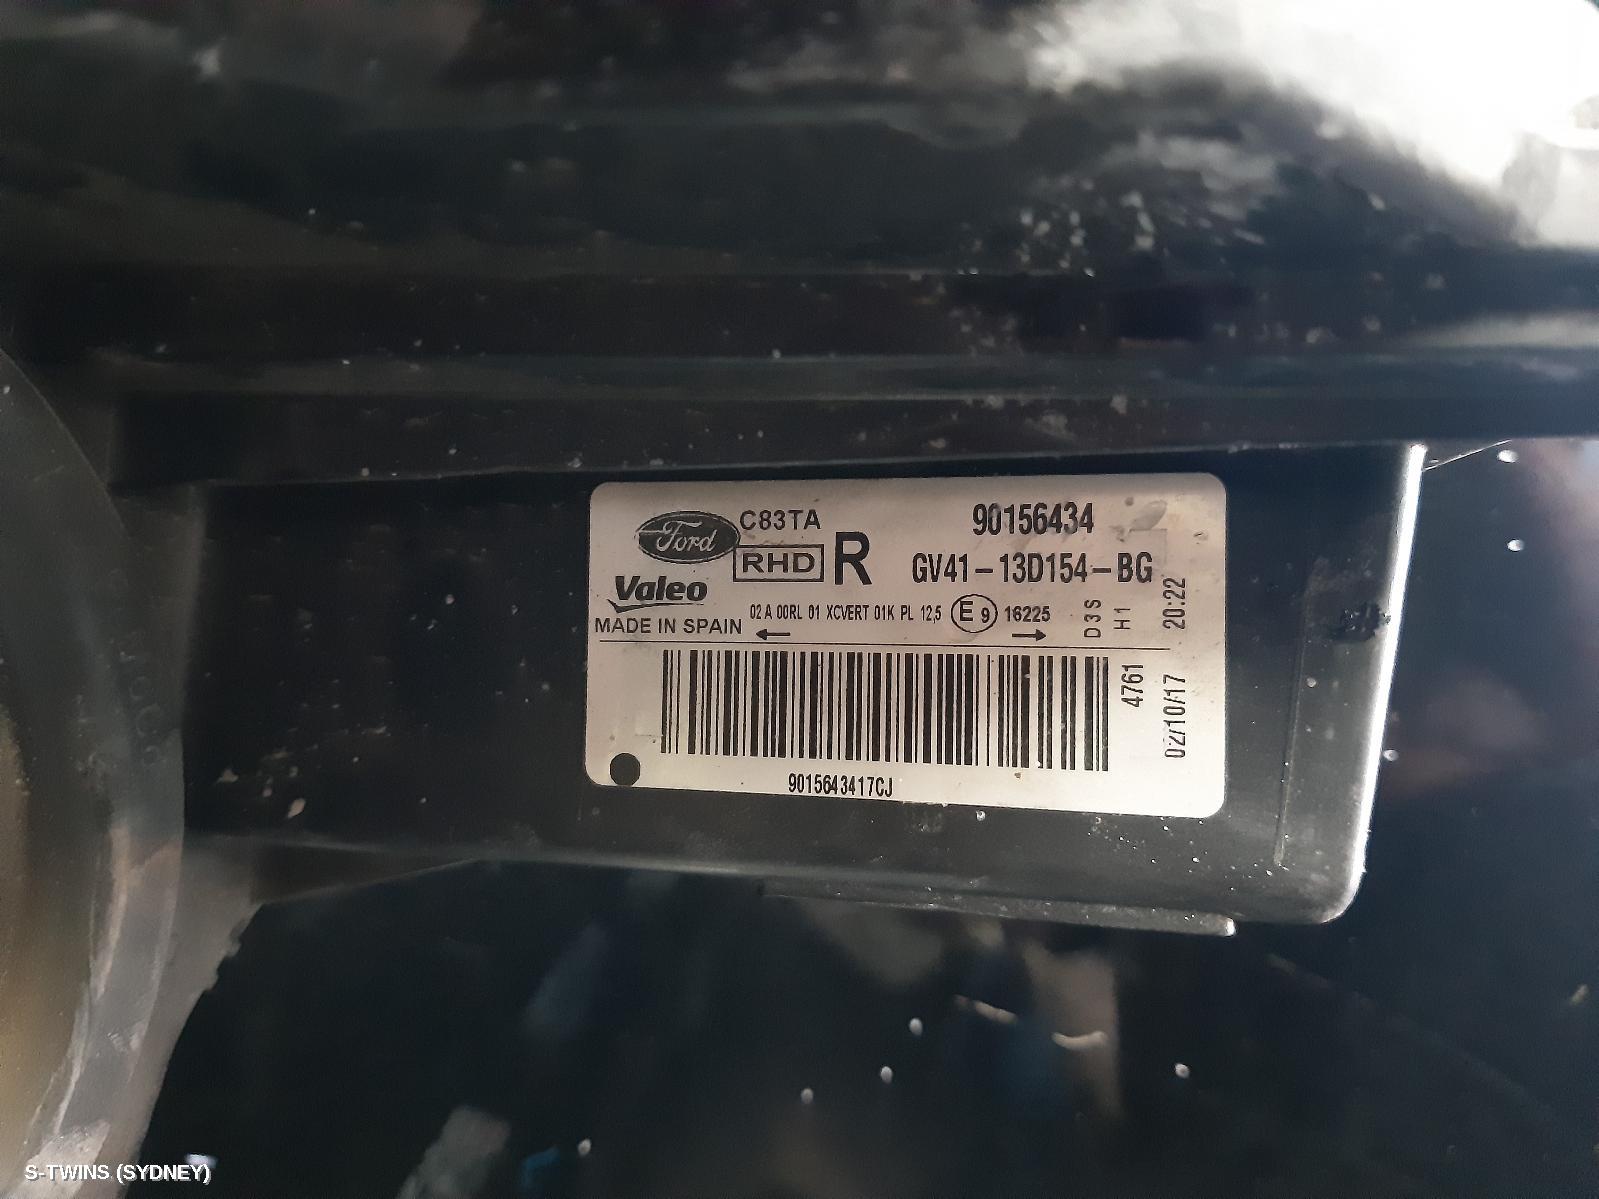 Ford C83TA 90156434
RHD R GV41-13D154-BG
Valeo
02 A 00RL 01 XCVERT 01K PL 12,5 E 9 16225
MADE IN SPAIN
D3S
H1
20:22
4761
02/10/17
9015643417CJ
S-TWINS (SYDNEY)